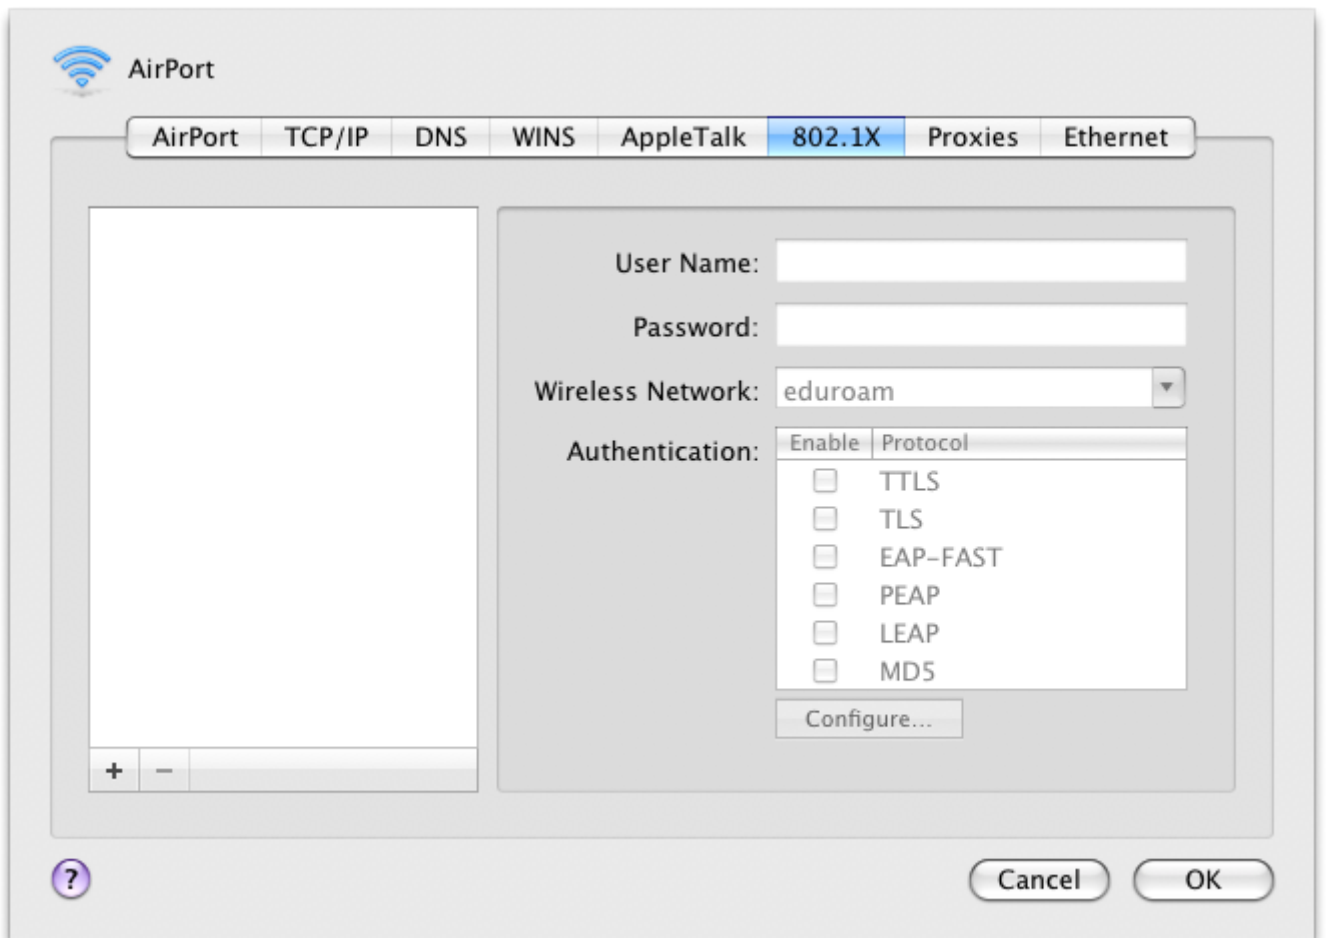 AirPort
AirPort TCP/IP DNS WINS AppleTalk 802.1X Proxies Ethernet
User Name:
Password:
Wireless Network: eduroam
Authentication: Enable Protocol
TTLS
TLS
EAP-FAST
PEAP
LEAP
MD5
Configure...
+ −
? Cancel OK